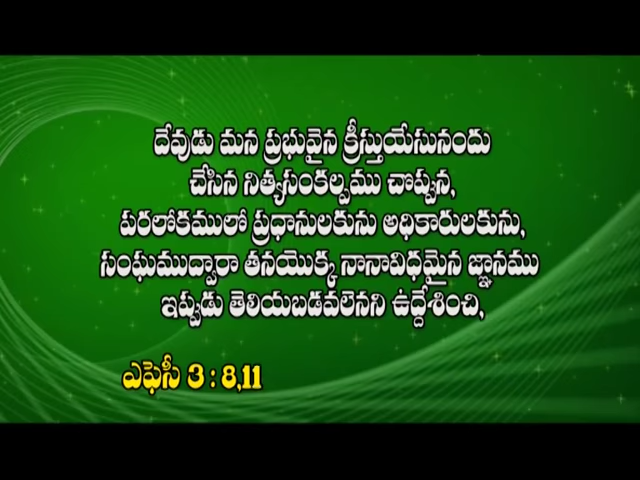 దేవుడు మన ప్రభువైన క్రీస్తుయేసునందు
చేసిన నిత్యసంకల్పము చొప్పున,
పరలోకములో ప్రధానులకును అధికారులకును,
సంఘముద్వారా తనయొక్క నానావిధమైన జ్ఞానము
ఇప్పుడు తెలియబడవలెనని ఉద్దేశించి,
ఎఫెసీ 3 : 8,11